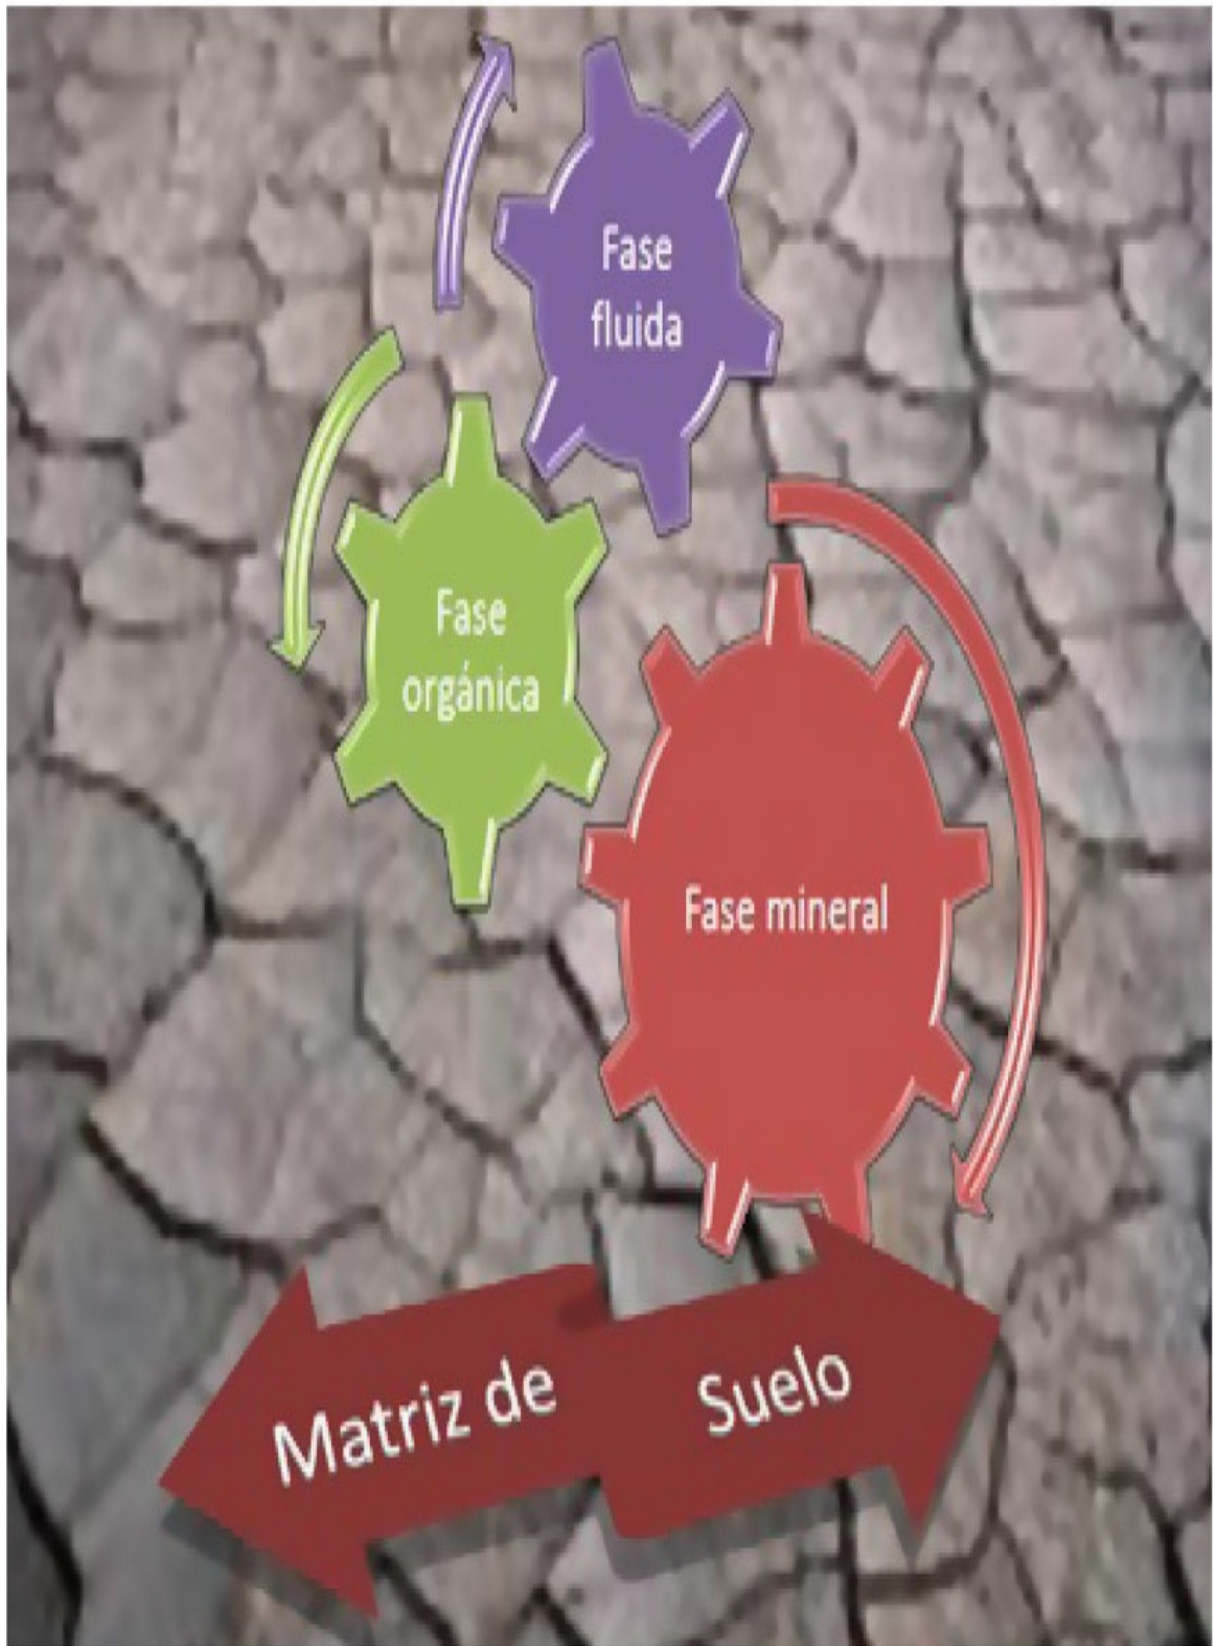 Fase
fluida
Fase
orgánica
Fase mineral
Matriz de
Suelo